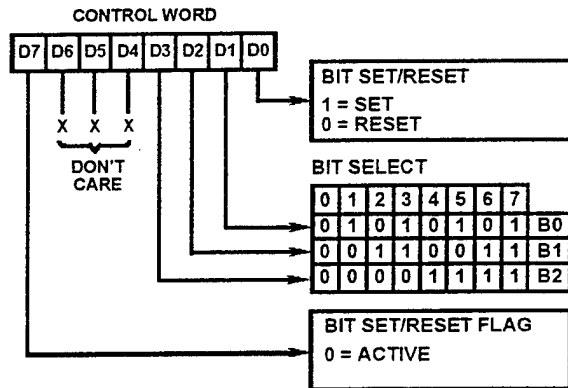 CONTROL WORD
D7 D6 D5 D4 D3 D2 D1 D0
BIT SET/RESET
1 = SET
0 = RESET
X X X
DON'T
CARE
BIT SELECT
0 1 2 3 4 5 6 7
0 1 0 1 0 1 0 1 B0
0 0 1 1 0 0 1 1 B1
0 0 0 0 1 1 1 1 B2
BIT SET/RESET FLAG
0 = ACTIVE